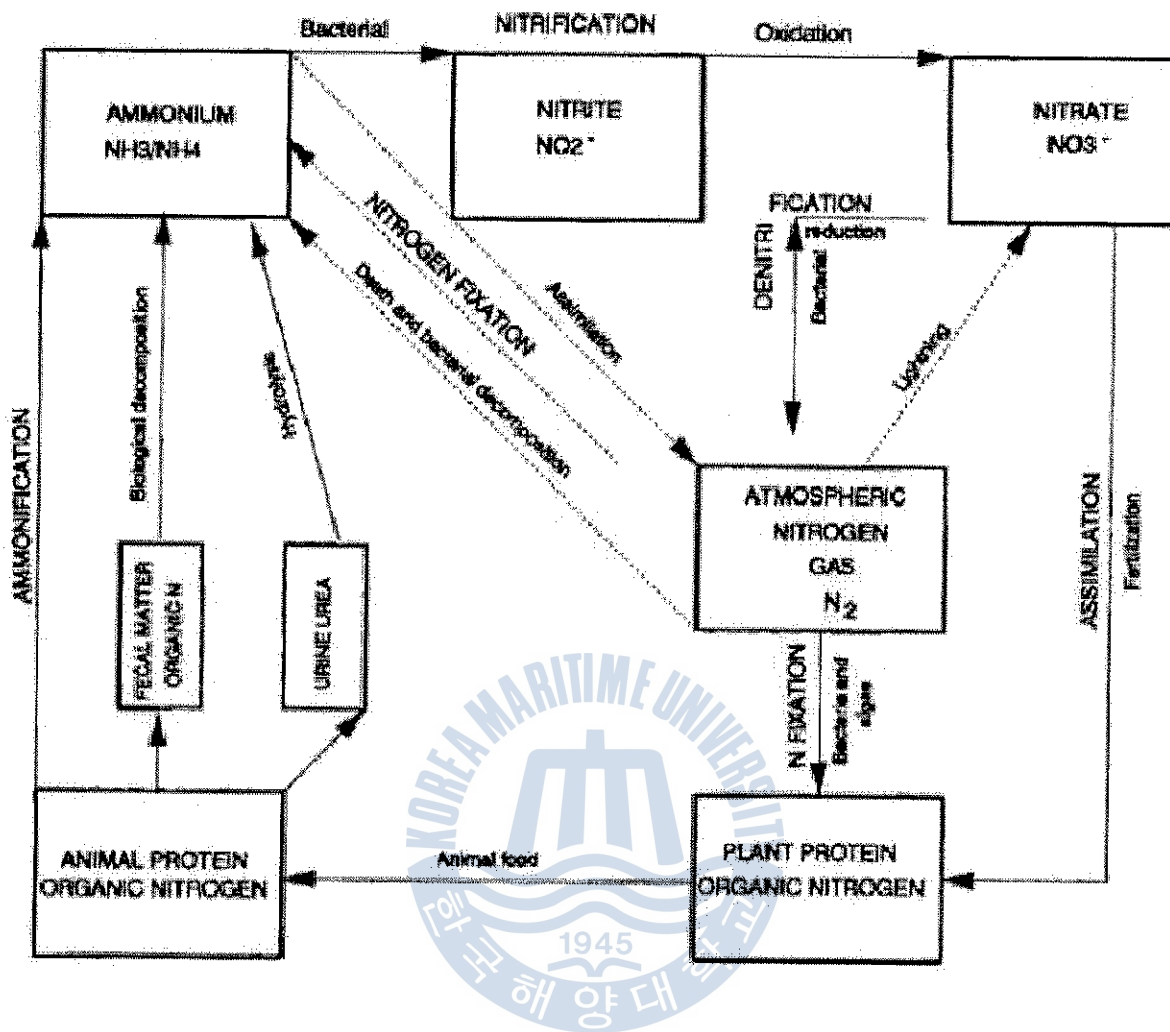 Bacterial
NITRIFICATION
Oxidation
AMMONIUM
NH3/NH4
NITRITE
NO2 -
NITRATE
NO3 -
NITROGEN FIXATION
Death and bacterial decomposition
Assimilation
DENITRI
FICATION
reduction
Bacterial
Lightning
AMMONIFICATION
Biological decomposition
Hydrolysis
ATMOSPHERIC
NITROGEN
GAS
N2
ASSIMILATION
Fertilization
FECAL MATTER
ORGANIC N
URINE UREA
N FIXATION
Bacteria and
algae
ANIMAL PROTEIN
ORGANIC NITROGEN
Animal food
PLANT PROTEIN
ORGANIC NITROGEN
KOREA MARITIME UNIVERSITY
1945
한국해양대학교